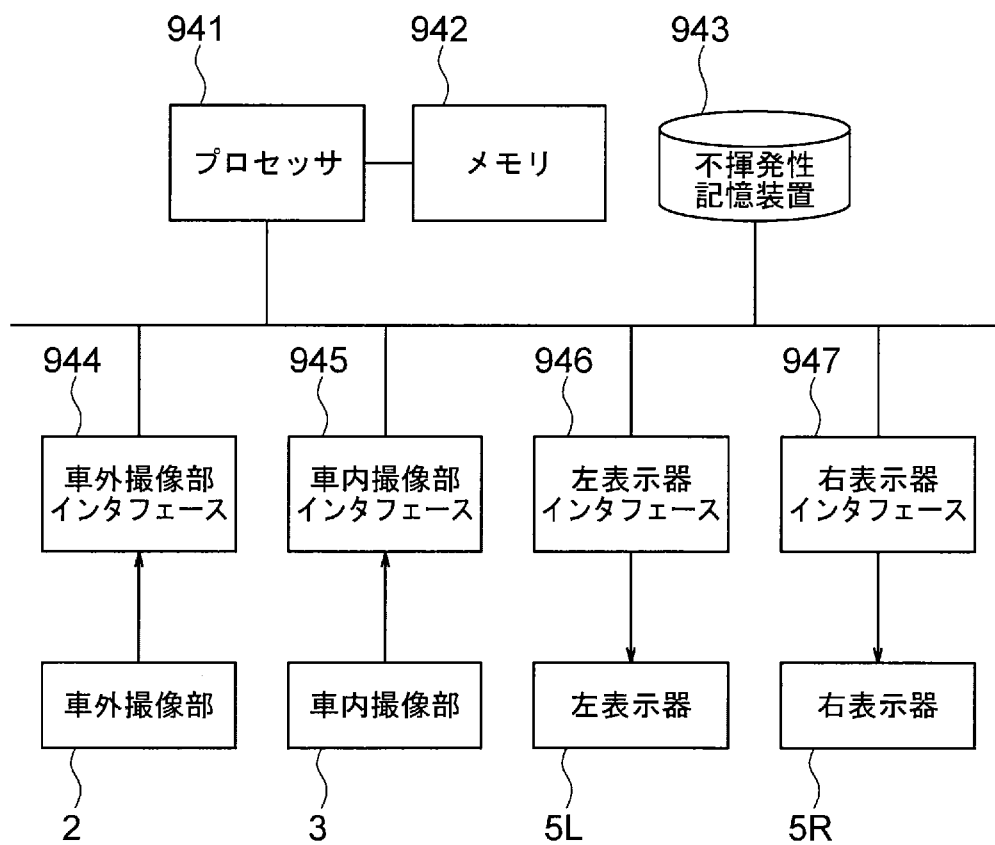 941
942
943
プロセッサ
メモリ
不揮発性
記憶装置
944
945
946
947
車外撮像部
インタフェース
車内撮像部
インタフェース
左表示器
インタフェース
右表示器
インタフェース
車外撮像部
車内撮像部
左表示器
右表示器
2
3
5L
5R